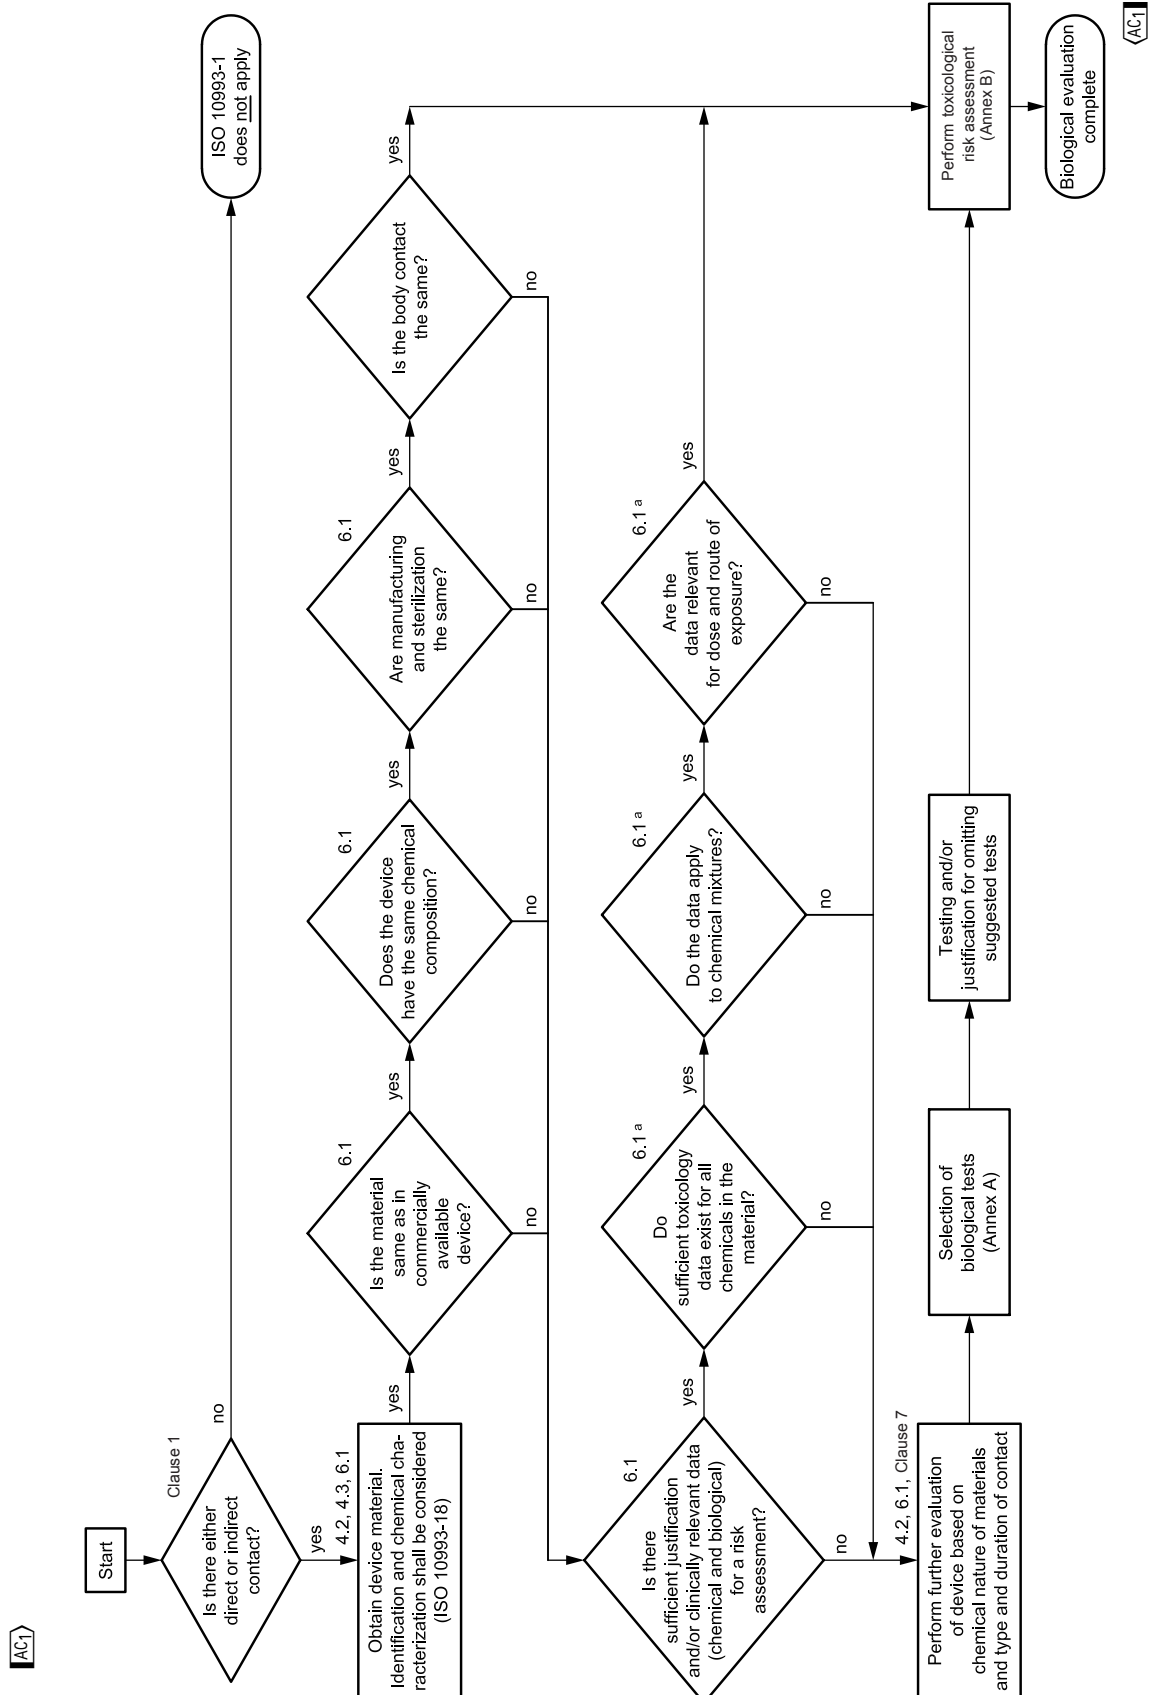 AC1
Start
Clause 1
Is there either
direct or indirect
contact?
no
ISO 10993-1
does not apply
yes
4.2, 4.3, 6.1
Obtain device material.
Identification and chemical cha-
racterization shall be considered
(ISO 10993-18)
yes
6.1
Is the material
same as in
commercially
available
device?
no
yes
6.1
Does the device
have the same chemical
composition?
no
yes
6.1
Are manufacturing
and sterilization
the same?
no
yes
Is the body contact
the same?
no
yes
6.1
Is there
sufficient justification
and/or clinically relevant data
(chemical and biological)
for a risk
assessment?
no
yes
6.1 a
Do
sufficient toxicology
data exist for all
chemicals in the
material?
no
yes
6.1 a
Do the data apply
to chemical mixtures?
no
yes
6.1 a
Are the
data relevant
for dose and route of
exposure?
no
yes
4.2, 6.1, Clause 7
Perform further evaluation
of device based on
chemical nature of materials
and type and duration of contact
Selection of
biological tests
(Annex A)
Testing and/or
justification for omitting
suggested tests
Perform toxicological
risk assessment
(Annex B)
Biological evaluation
complete
AC1